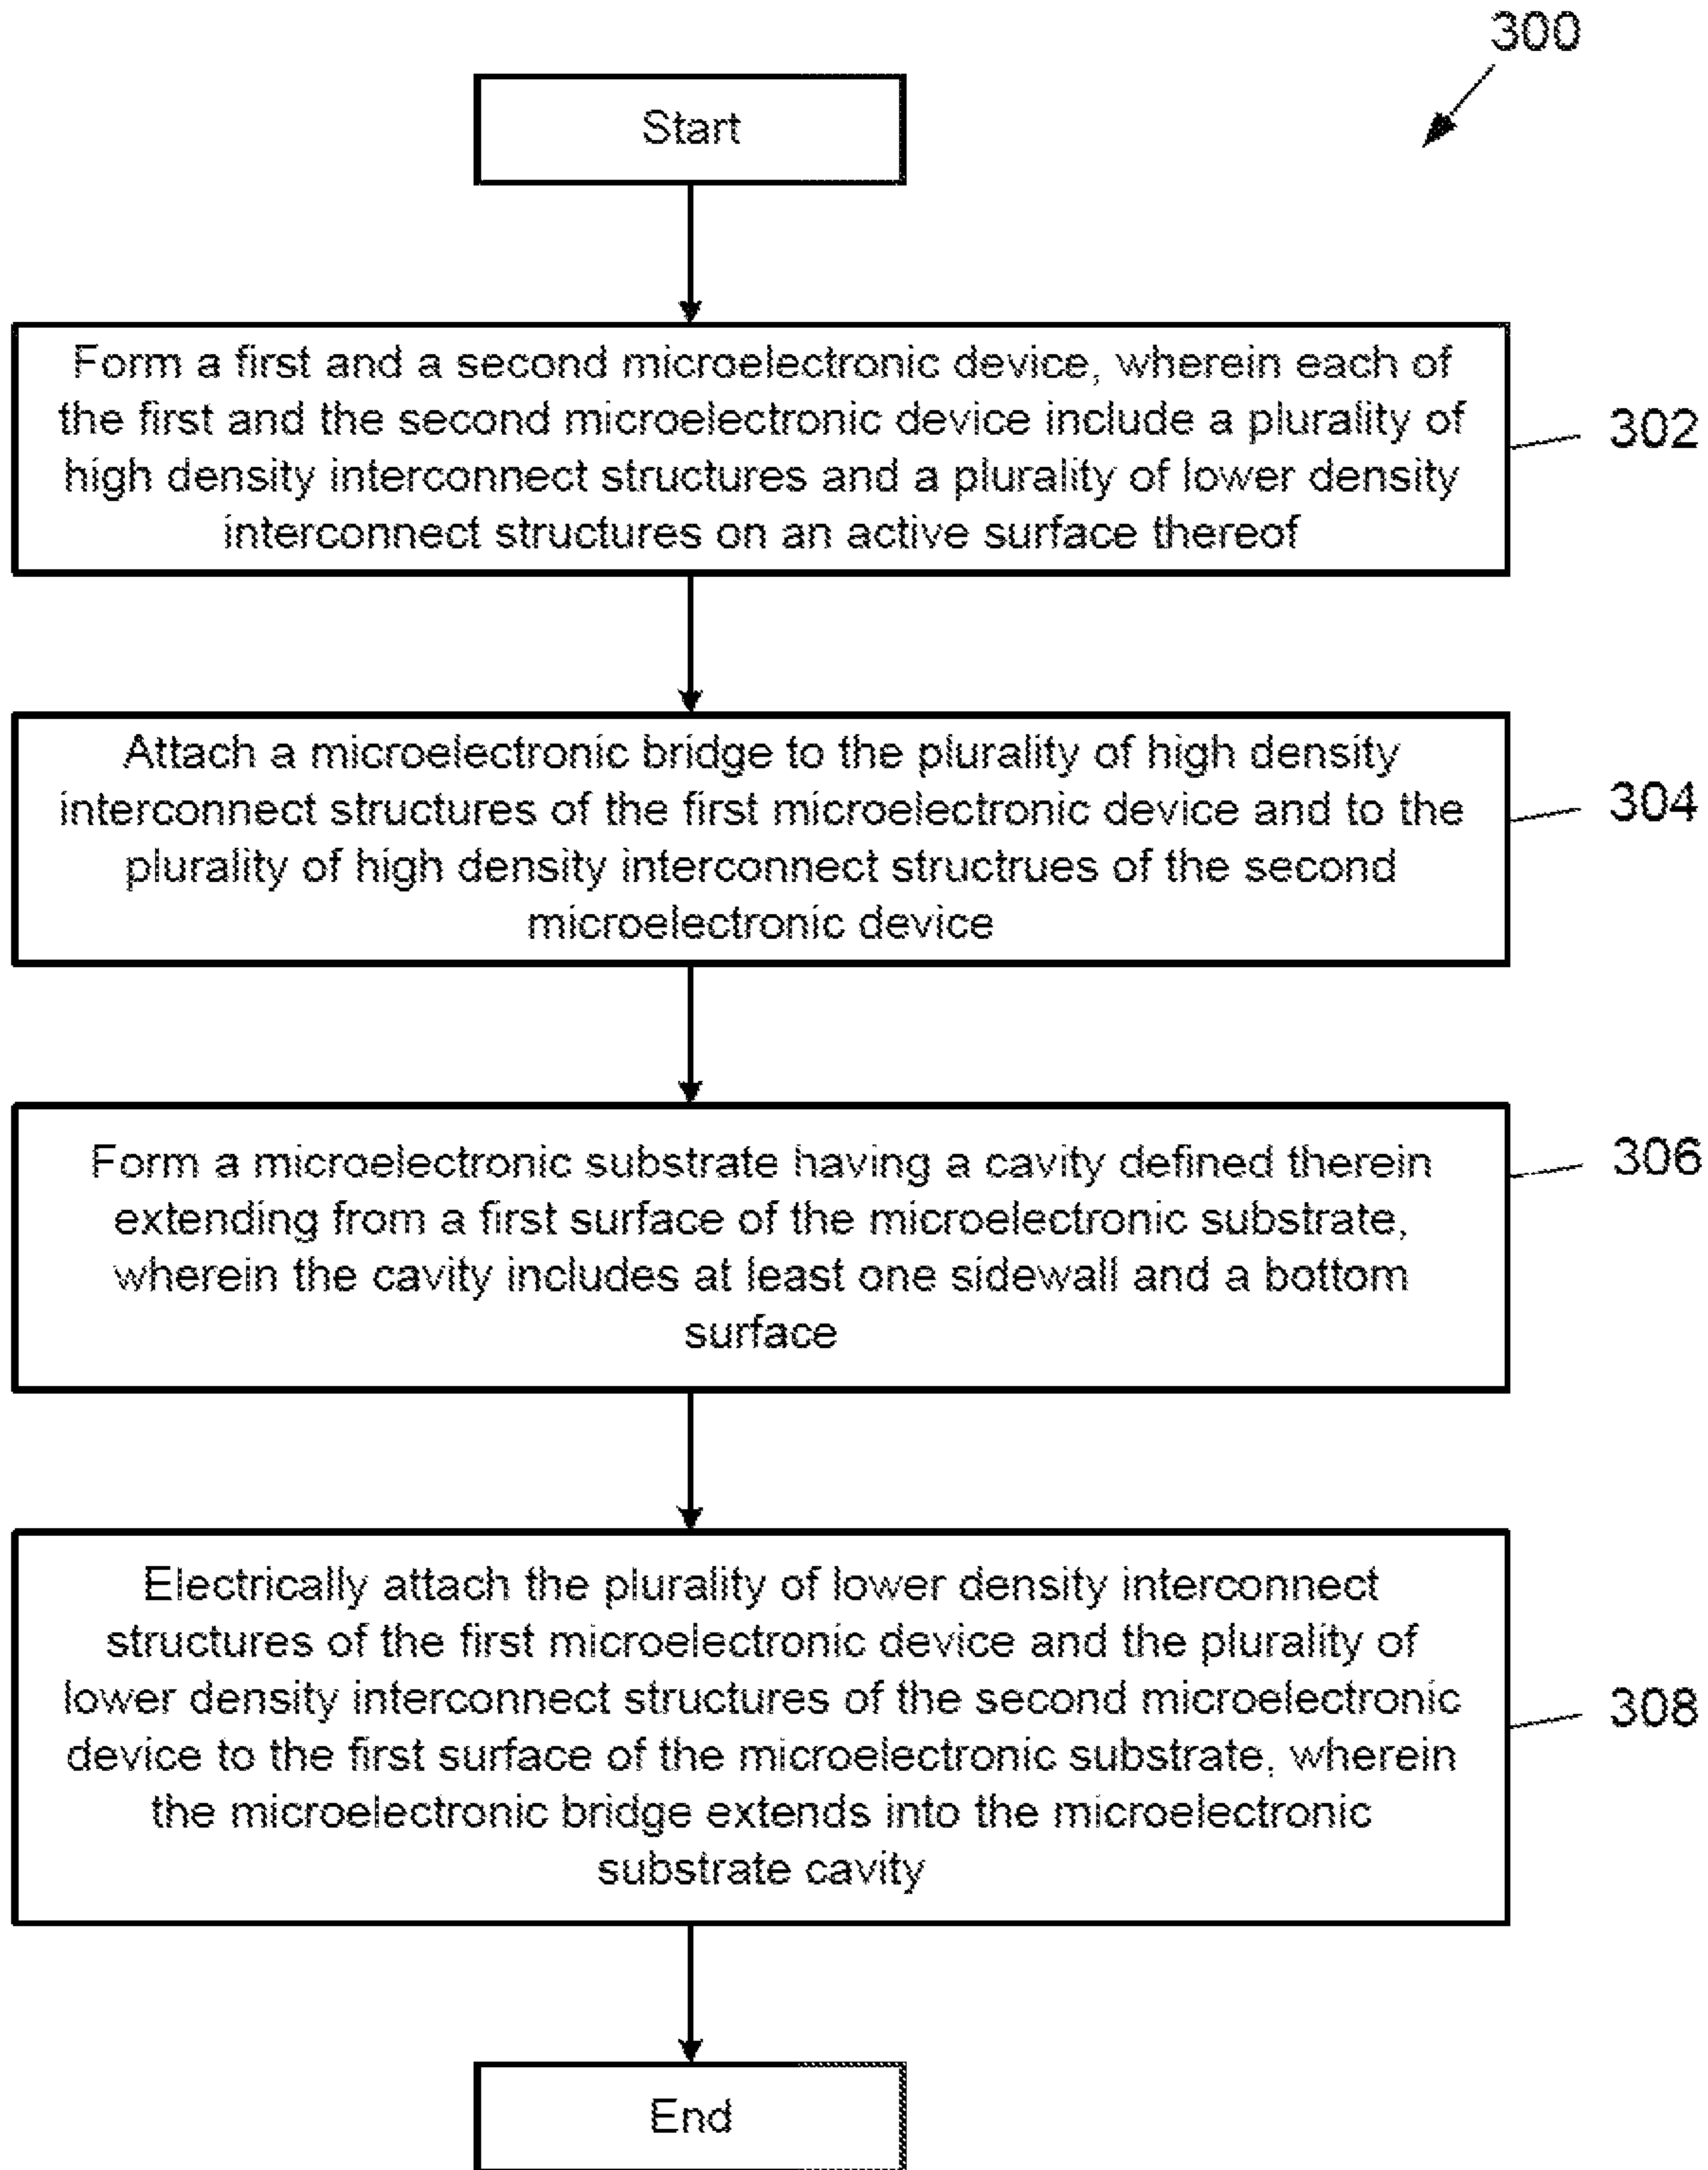 300
Start
Form a first and a second microelectronic device, wherein each of
the first and the second microelectronic device include a plurality of
high density interconnect structures and a plurality of lower density
interconnect structures on an active surface thereof
302
Attach a microelectronic bridge to the plurality of high density
interconnect structures of the first microelectronic device and to the
plurality of high density interconnect structrues of the second
microelectronic device
304
Form a microelectronic substrate having a cavity defined therein
extending from a first surface of the microelectronic substrate,
wherein the cavity includes at least one sidewall and a bottom
surface
306
Electrically attach the plurality of lower density interconnect
structures of the first microelectronic device and the plurality of
lower density interconnect structures of the second microelectronic
device to the first surface of the microelectronic substrate, wherein
the microelectronic bridge extends into the microelectronic
substrate cavity
308
End